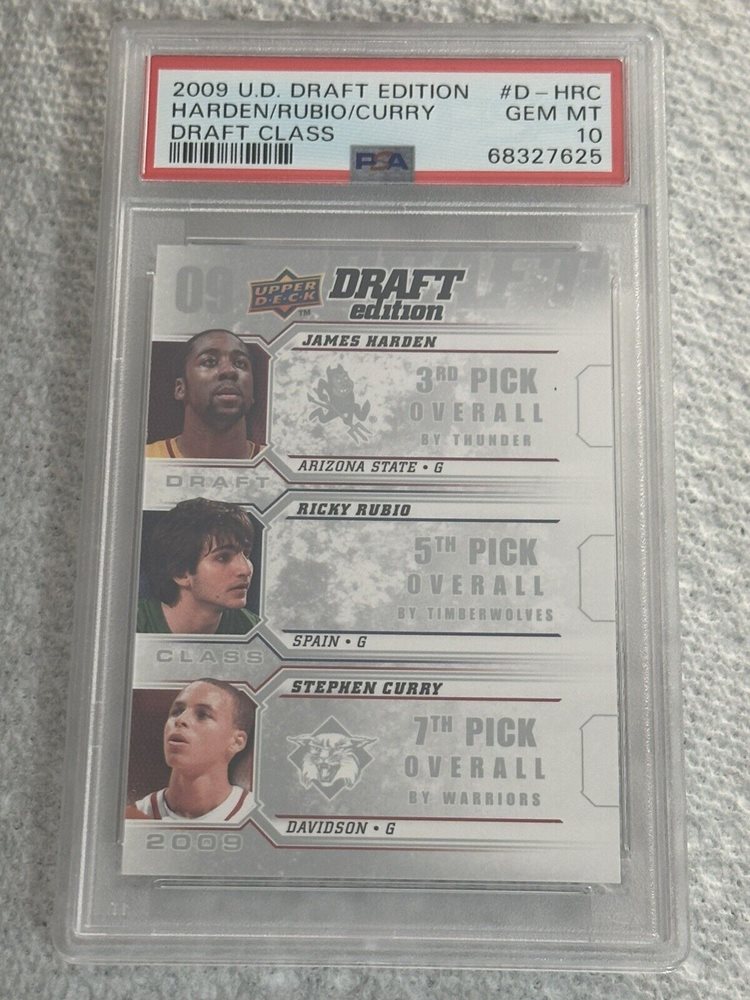 2009 U.D. DRAFT EDITION #D-HRC
HARDEN/RUBIO/CURRY GEM MT
DRAFT CLASS 10
PSA 68327625
09
UPPER DECK TM DRAFT edition
JAMES HARDEN
3RD PICK
OVERALL
BY THUNDER
ARIZONA STATE • G
DRAFT
RICKY RUBIO
5TH PICK
OVERALL
BY TIMBERWOLVES
SPAIN • G
CLASS
STEPHEN CURRY
7TH PICK
OVERALL
BY WARRIORS
DAVIDSON • G
2009